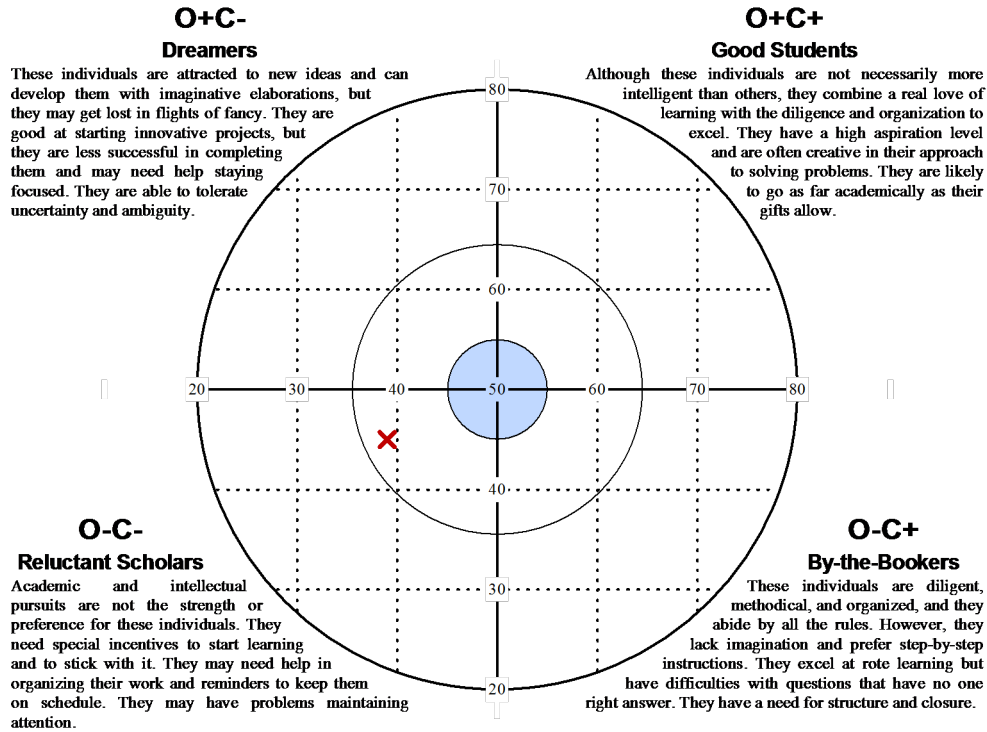 O+C-
Dreamers
These individuals are attracted to new ideas and can
develop them with imaginative elaborations, but
they may get lost in flights of fancy. They are
good at starting innovative projects, but
they are less successful in completing
them and may need help staying
focused. They are able to tolerate
uncertainty and ambiguity.
O+C+
Good Students
Although these individuals are not necessarily more
intelligent than others, they combine a real love of
learning with the diligence and organization to
excel. They have a high aspiration level
and are often creative in their approach
to solving problems. They are likely
to go as far academically as their
gifts allow.
80
70
60
20 30 40 50 60 70 80
40
30
20
O-C-
Reluctant Scholars
Academic and intellectual
pursuits are not the strength or
preference for these individuals. They
need special incentives to start learning
and to stick with it. They may need help in
organizing their work and reminders to keep them
on schedule. They may have problems maintaining
attention.
O-C+
By-the-Bookers
These individuals are diligent,
methodical, and organized, and they
abide by all the rules. However, they
lack imagination and prefer step-by-step
instructions. They excel at rote learning but
have difficulties with questions that have no one
right answer. They have a need for structure and closure.